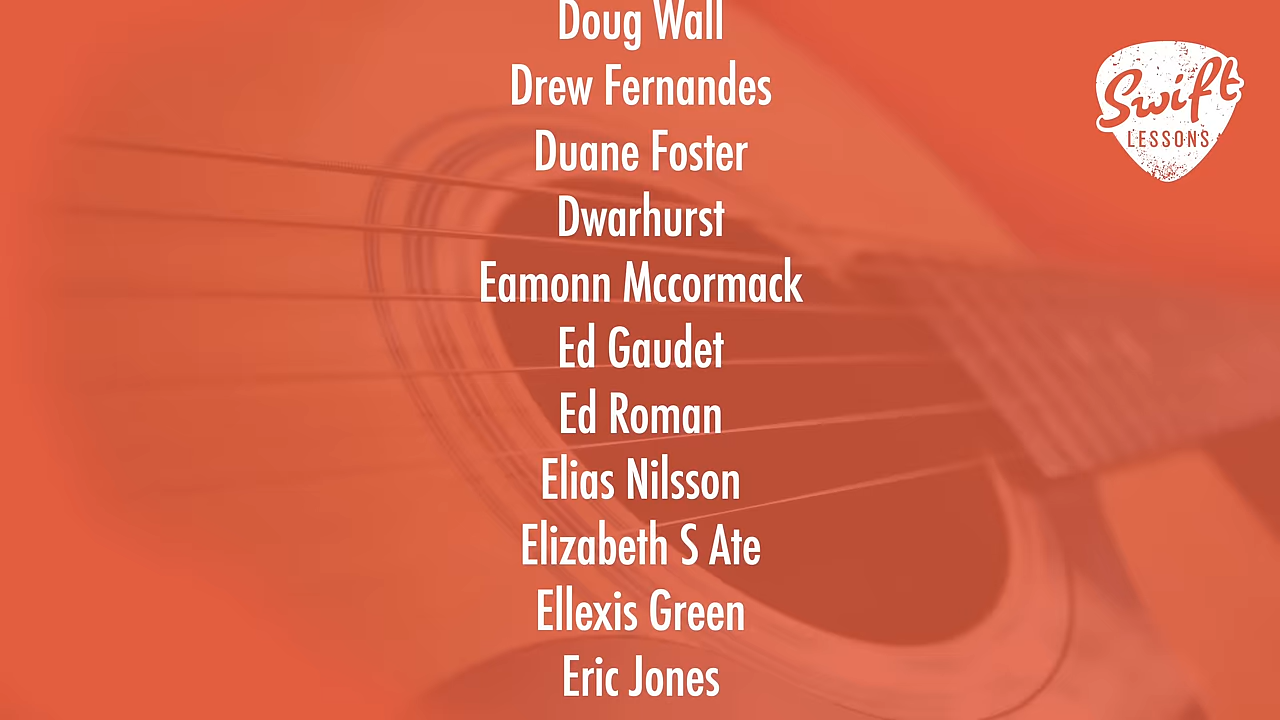 Doug Wall
Drew Fernandes
Duane Foster
Dwarhurst
Eamonn Mccormack
Ed Gaudet
Ed Roman
Elias Nilsson
Elizabeth S Ate
Ellexis Green
Eric Jones
Swift
LESSONS